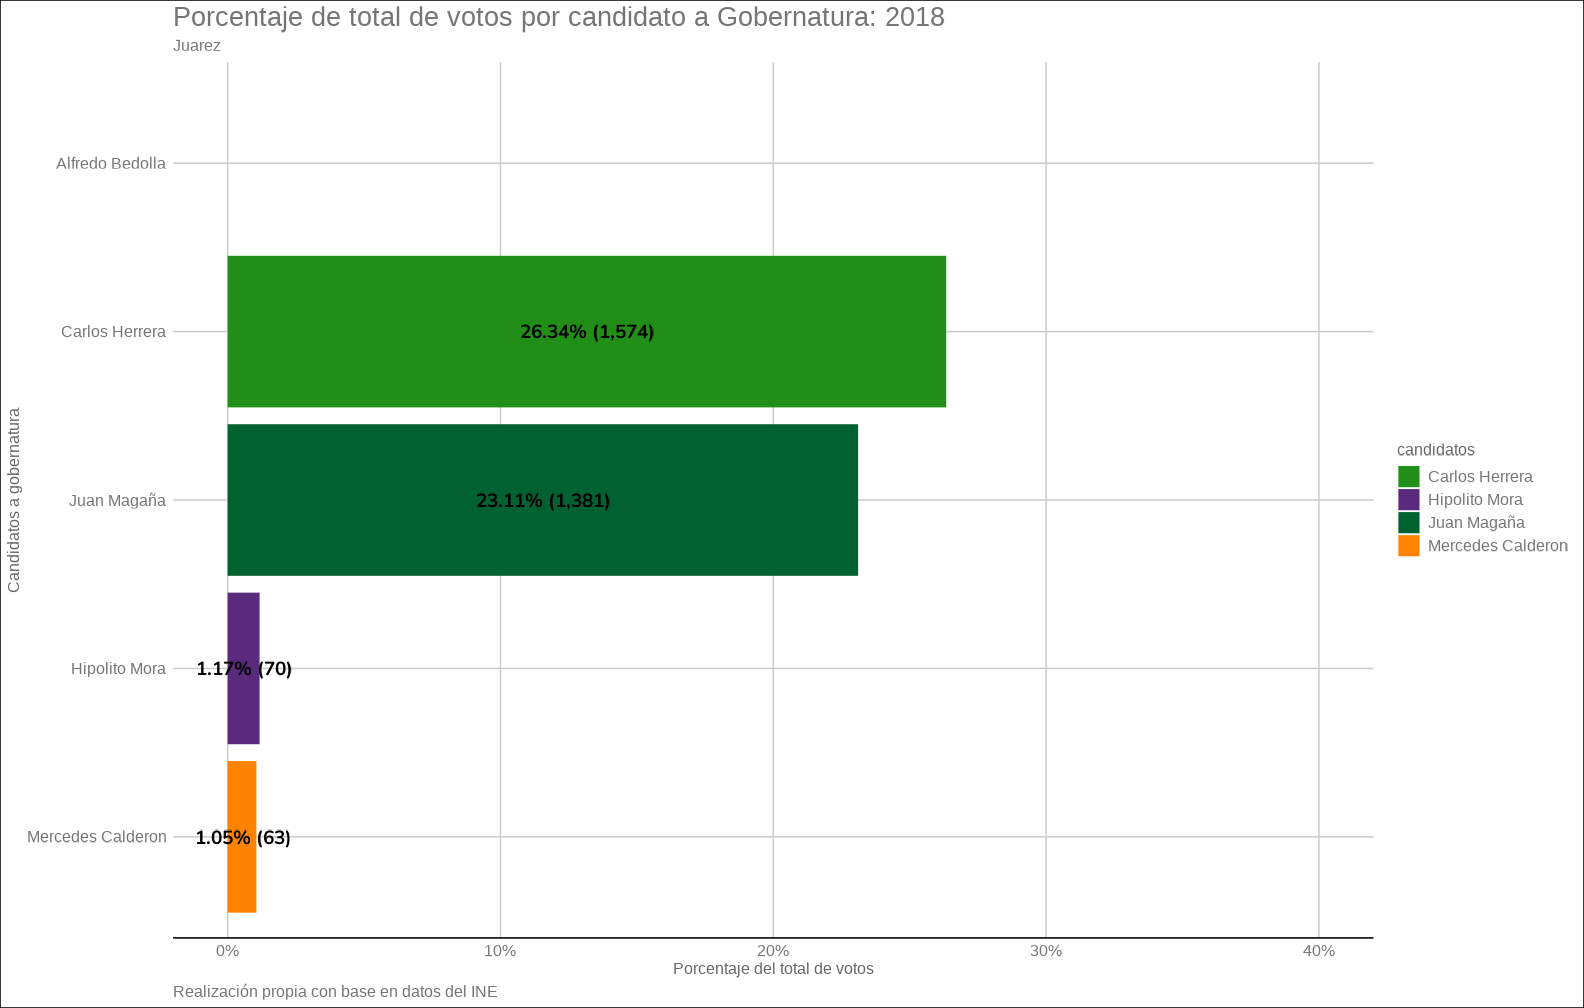 Porcentaje de total de votos por candidato a Gobernatura: 2018
Juarez
Candidatos a gobernatura
Alfredo Bedolla
Carlos Herrera
26.34% (1,574)
Juan Magaña
23.11% (1,381)
Hipolito Mora
1.17% (70)
Mercedes Calderon
1.05% (63)
0% 10% 20% 30% 40%
Porcentaje del total de votos
candidatos
Carlos Herrera
Hipolito Mora
Juan Magaña
Mercedes Calderon
Realización propia con base en datos del INE